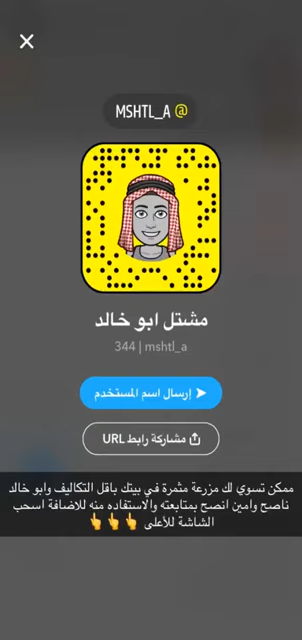 MSHTL_A @
مشتل ابو خالد
344 | mshtl_a
إرسال اسم المستخدم
مشاركة رابط URL
ممكن تسوي لك مزرعة مثمرة في بيتك باقل التكاليف وابو خالد
ناصح وامين انصح بمتابعته والاستفاده منه للاضافة اسحب
الشاشة للأعلى 👆👆👆